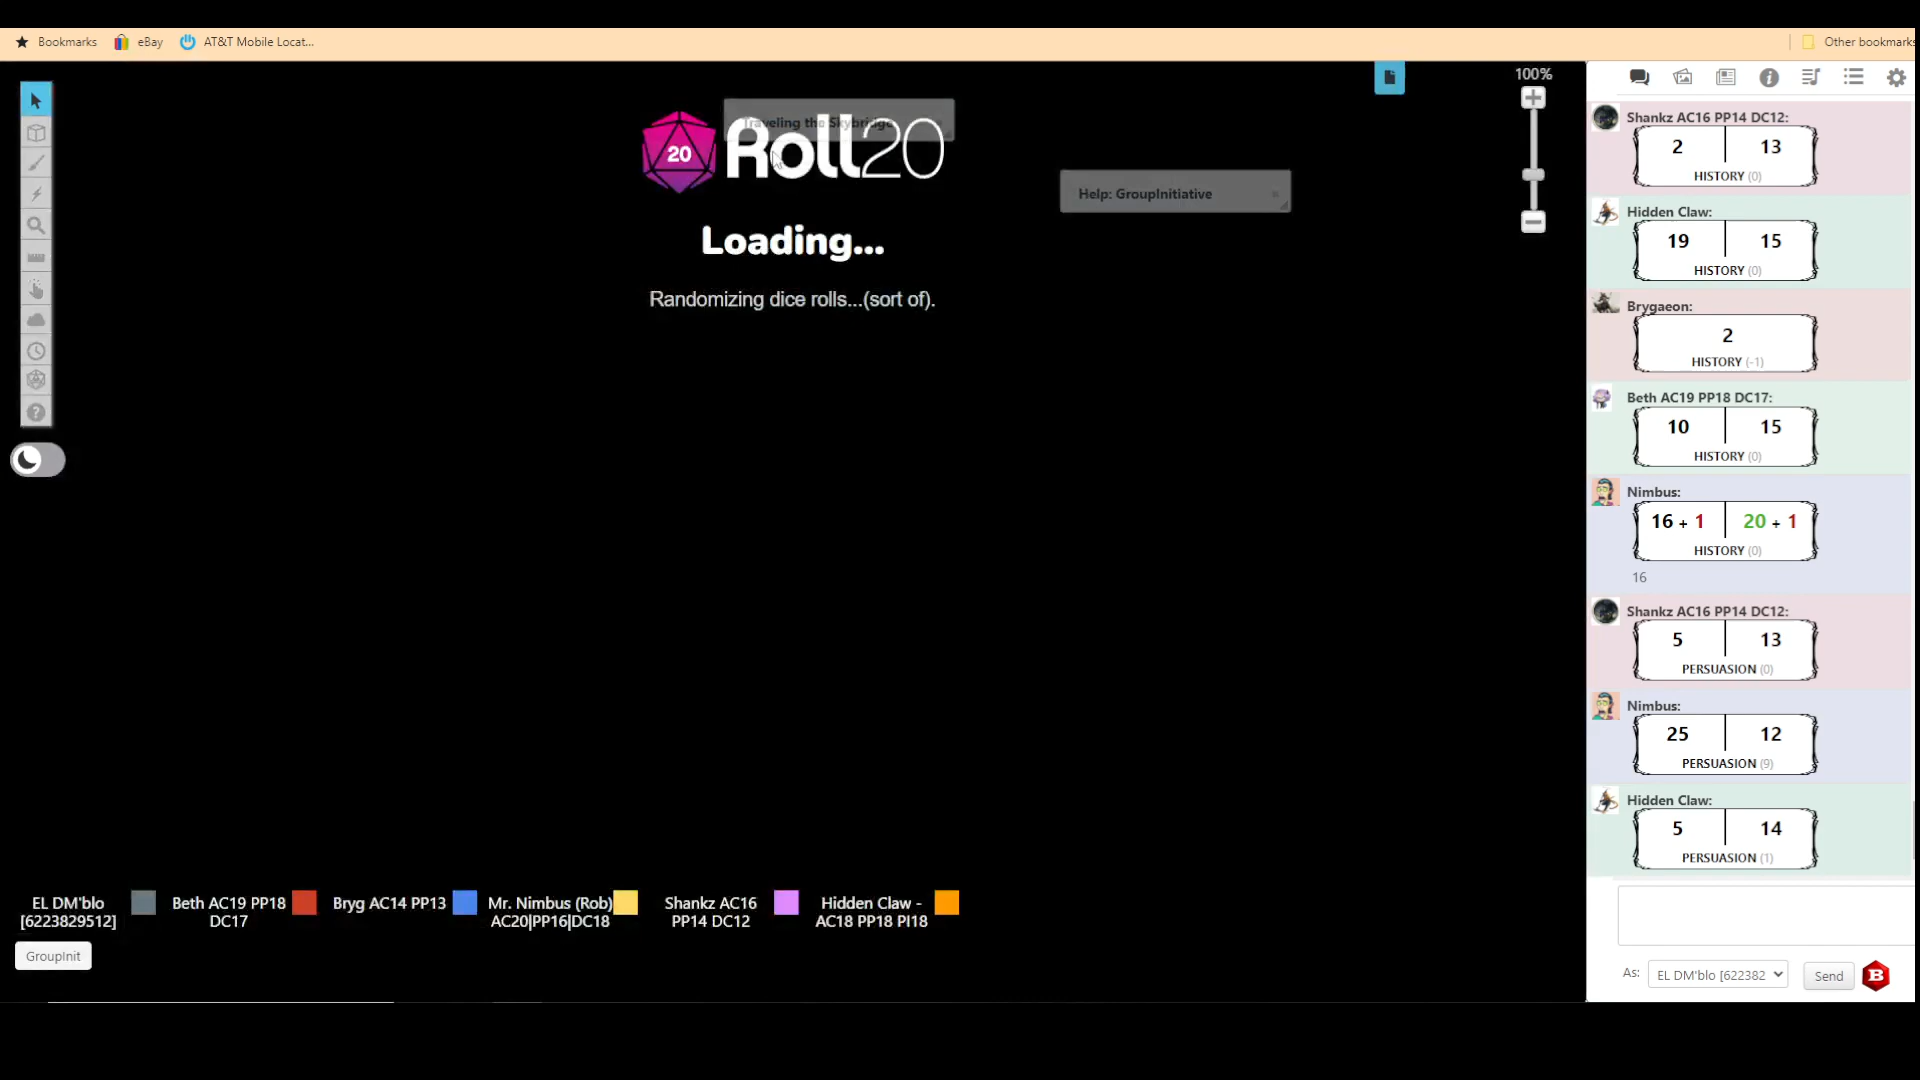 Bookmarks eBay AT&T Mobile Locat... Other bookmarks
100%
Traveling the Skybridge
20 Roll20
Help: GroupInitiative
Loading...
Randomizing dice rolls...(sort of).
Shankz AC16 PP14 DC12:
2 13
HISTORY (0)
Hidden Claw:
19 15
HISTORY (0)
Brygaeon:
2
HISTORY (-1)
Beth AC19 PP18 DC17:
10 15
HISTORY (0)
Nimbus:
16 + 1 20 + 1
HISTORY (0)
16
Shankz AC16 PP14 DC12:
5 13
PERSUASION (0)
Nimbus:
25 12
PERSUASION (9)
Hidden Claw:
5 14
PERSUASION (1)
EL DM'blo
[6223829512]
Beth AC19 PP18
DC17
Bryg AC14 PP13
Mr. Nimbus (Rob)
AC20|PP16|DC18
Shankz AC16
PP14 DC12
Hidden Claw -
AC18 PP18 PI18
GroupInit
As: EL DM'blo [622382 Send B